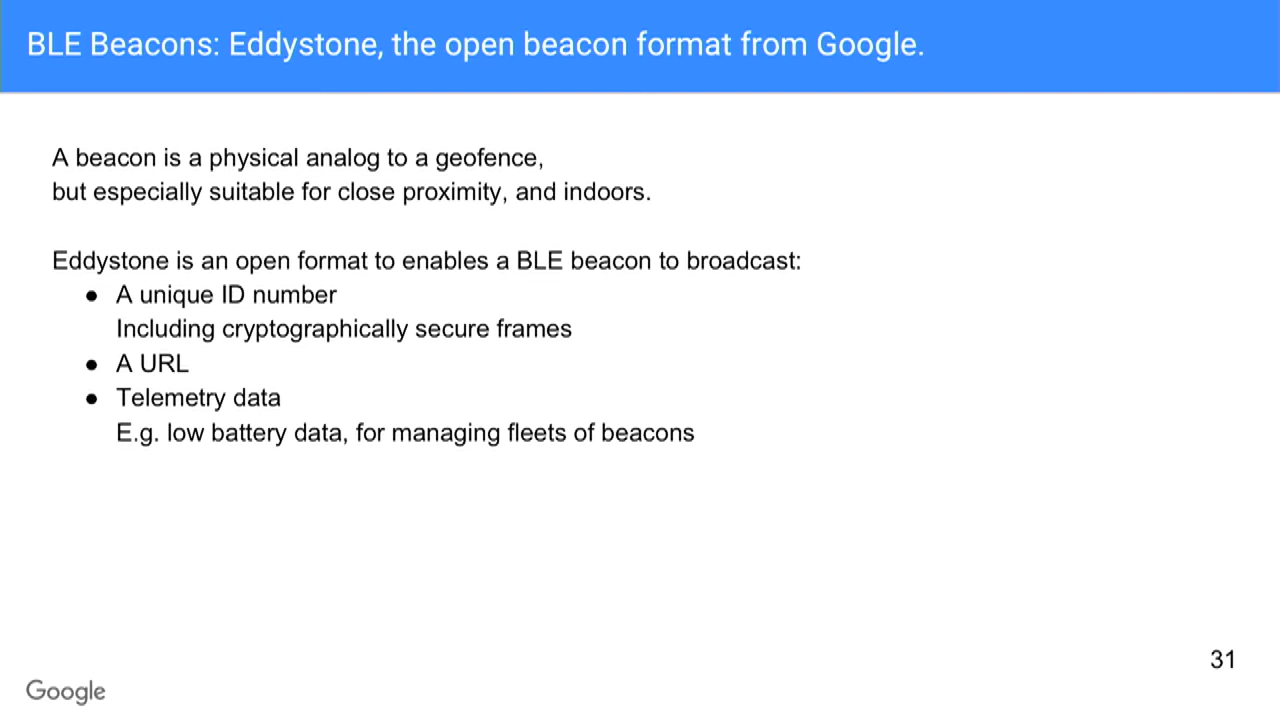 BLE Beacons: Eddystone, the open beacon format from Google.
A beacon is a physical analog to a geofence,
but especially suitable for close proximity, and indoors.
Eddystone is an open format to enables a BLE beacon to broadcast:
● A unique ID number
Including cryptographically secure frames
● A URL
● Telemetry data
E.g. low battery data, for managing fleets of beacons
31
Google